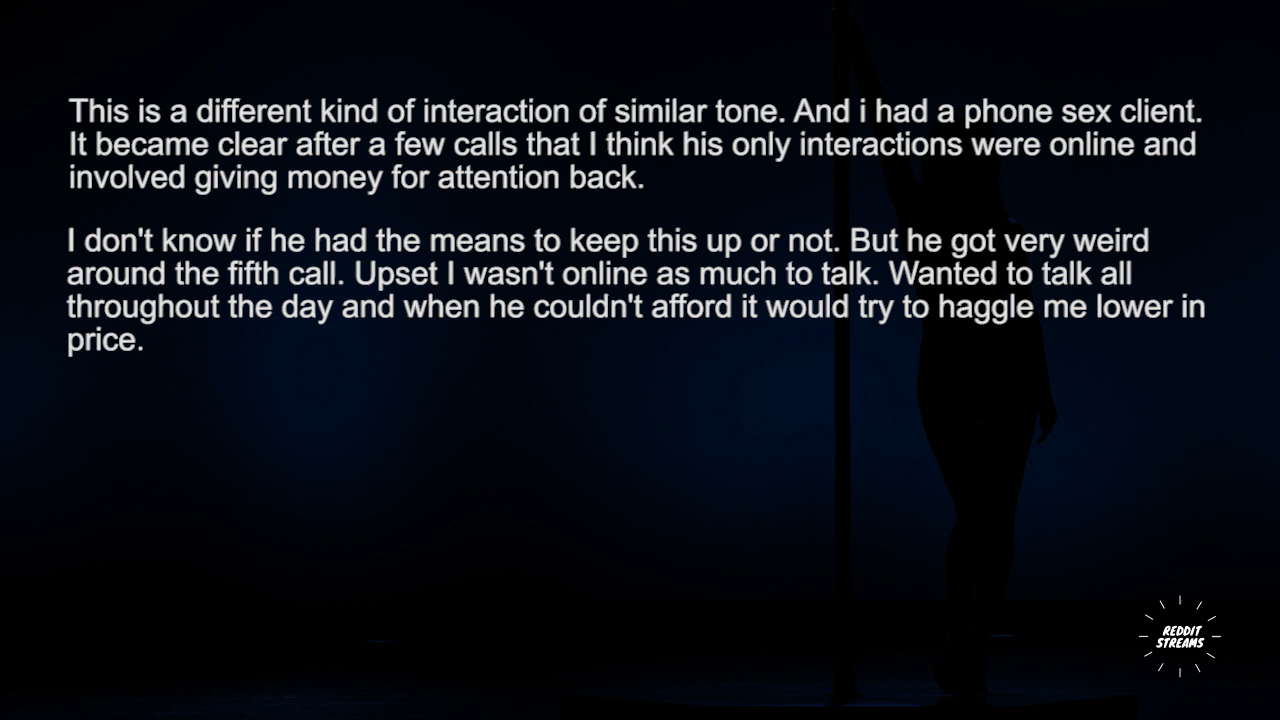 This is a different kind of interaction of similar tone. And i had a phone sex client.
It became clear after a few calls that I think his only interactions were online and
involved giving money for attention back.
I don't know if he had the means to keep this up or not. But he got very weird
around the fifth call. Upset I wasn't online as much to talk. Wanted to talk all
throughout the day and when he couldn't afford it would try to haggle me lower in
price.
REDDIT
STREAMS